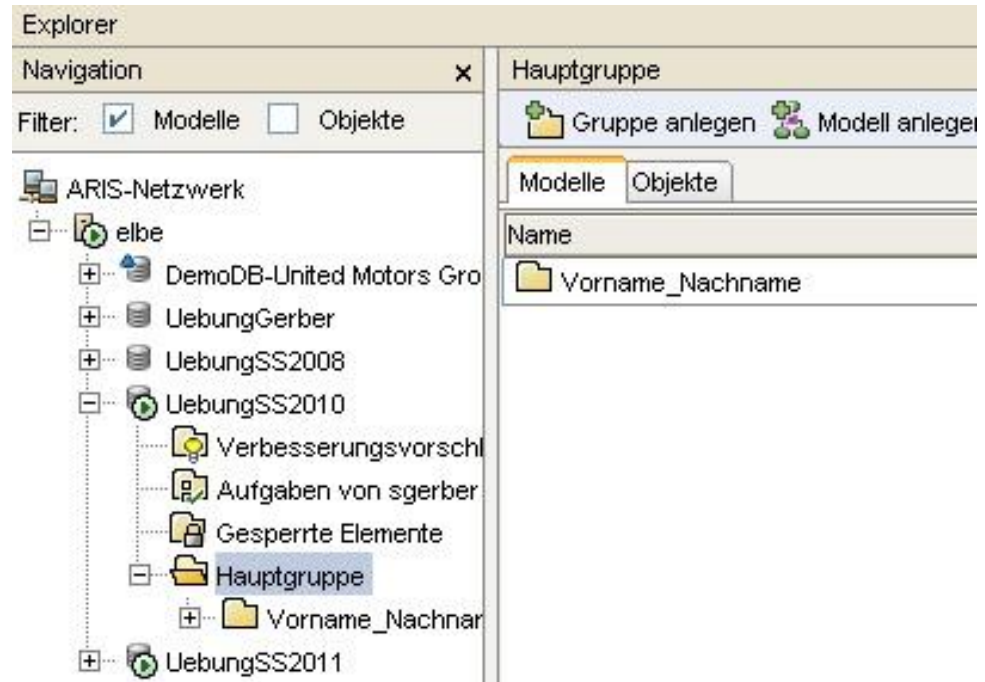 Explorer
Navigation
Filter: Modelle Objekte
ARIS-Netzwerk
elbe
DemoDB-United Motors Gro
UebungGerber
UebungSS2008
UebungSS2010
Verbesserungsvorschl
Aufgaben von sgerber
Gesperrte Elemente
Hauptgruppe
Vorname_Nachnar
UebungSS2011
Hauptgruppe
Gruppe anlegen Modell anlegen
Modelle Objekte
Name
Vorname_Nachname